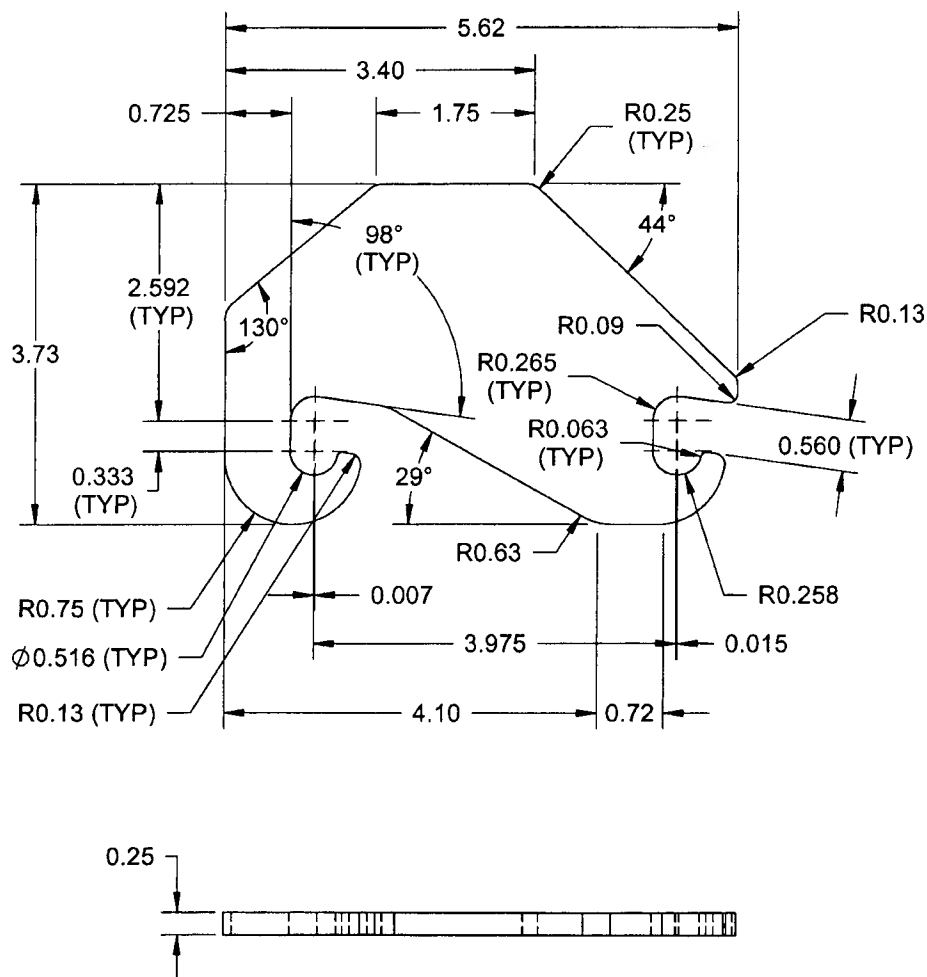 5.62
3.40
0.725
1.75
R0.25
(TYP)
98°
(TYP)
44°
2.592
(TYP)
130°
R0.13
R0.09
3.73
R0.265
(TYP)
R0.063
(TYP)
0.560 (TYP)
0.333
(TYP)
29°
R0.63
R0.75 (TYP)
0.007
R0.258
Ø0.516 (TYP)
3.975
0.015
R0.13 (TYP)
4.10
0.72
0.25